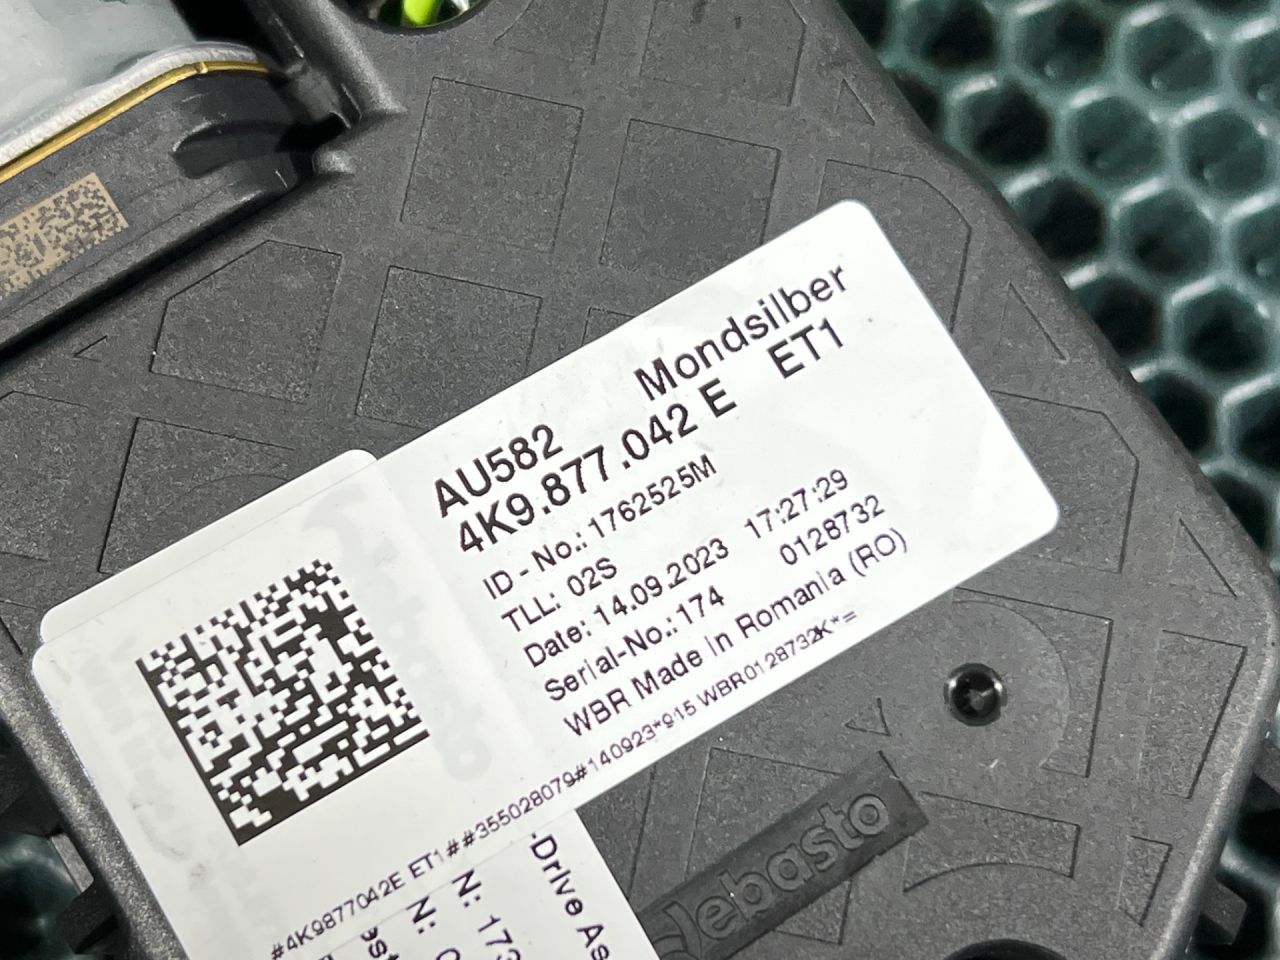 AU582 Mondsilber
4K9.877.042 E ET1
ID-No.: 1762525M
TLL: 02S
Date: 14.09.2023 17:27:29
Serial-No.: 174 0128732
WBR Made in Romania (RO)
#4K9877042E ET1##355028079#140923*915 WBR0128732K*=
-Drive As
N: 173
N:
ebasto